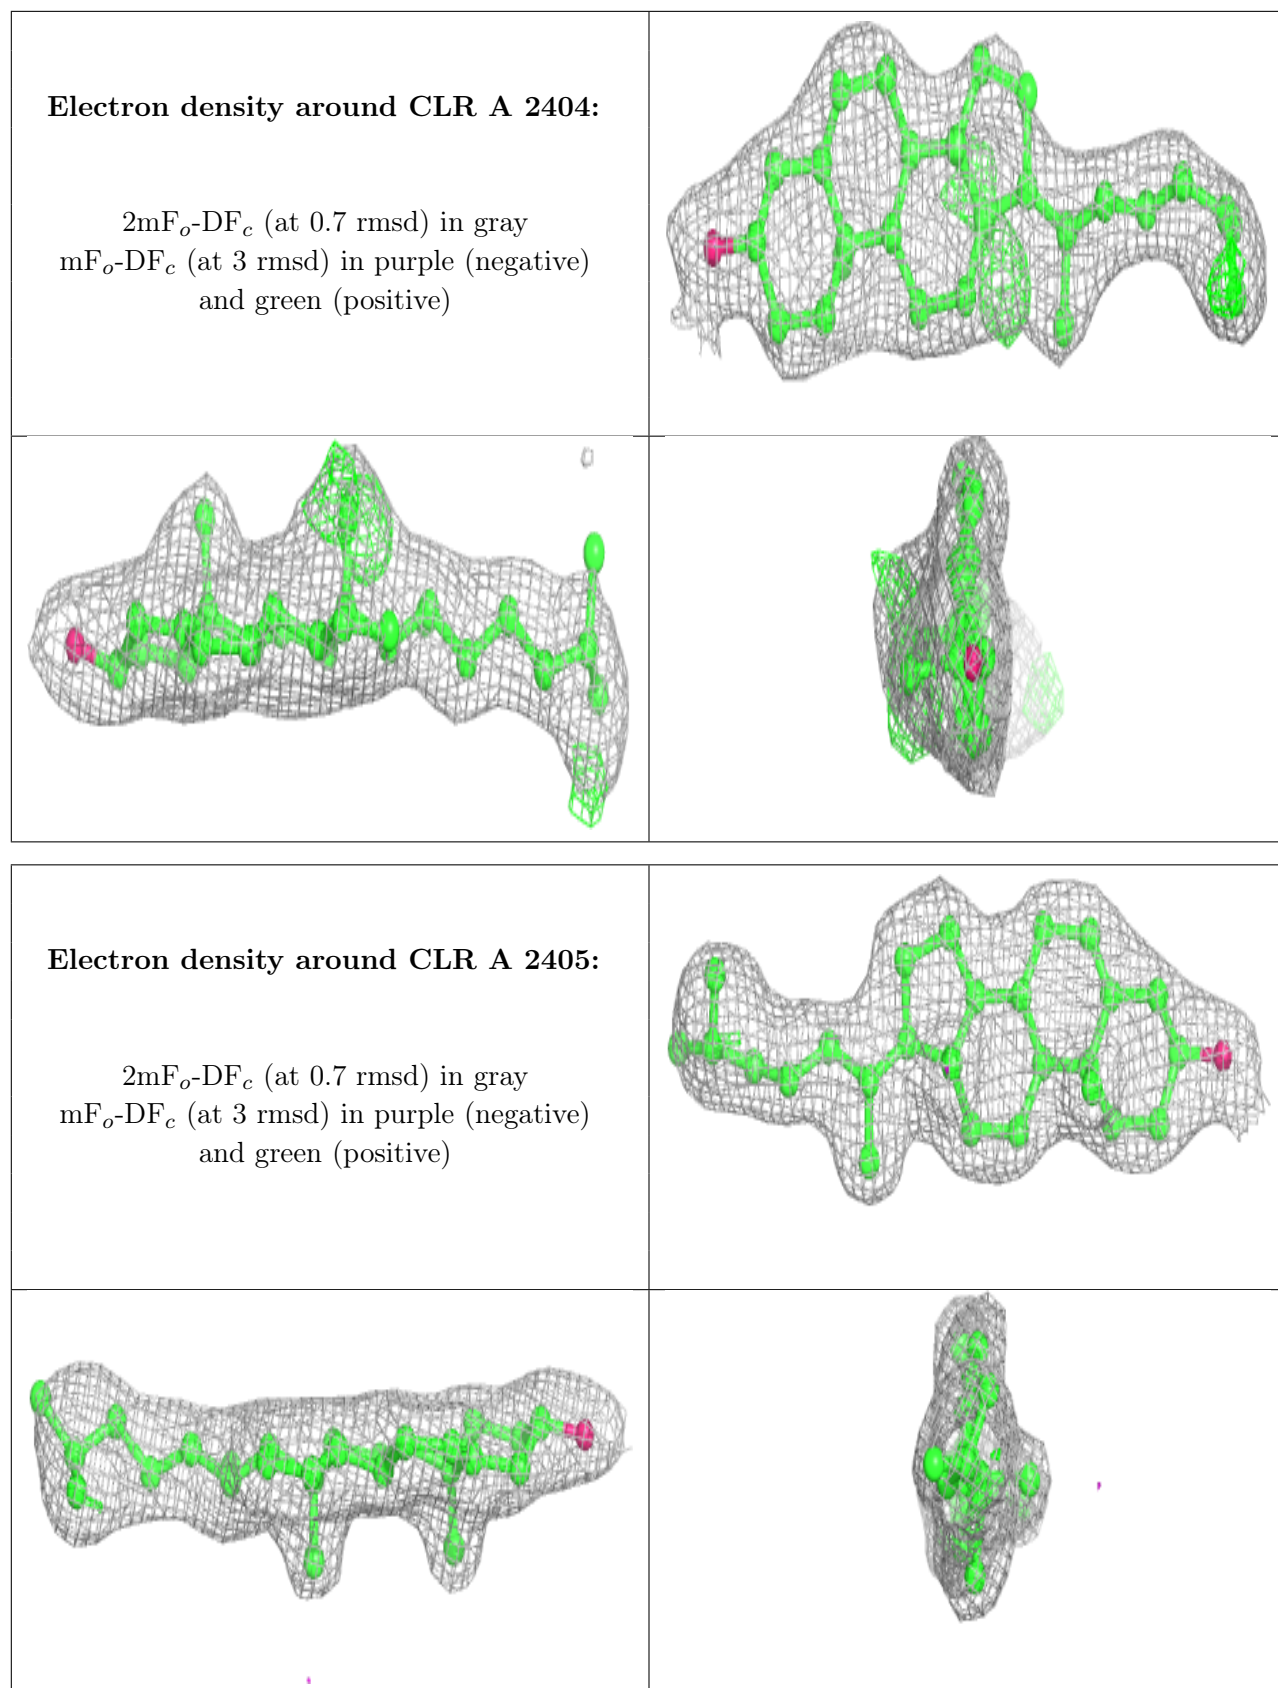 Electron density around CLR A 2404:
2mFo-DFc (at 0.7 rmsd) in gray
mFo-DFc (at 3 rmsd) in purple (negative)
and green (positive)
Electron density around CLR A 2405:
2mFo-DFc (at 0.7 rmsd) in gray
mFo-DFc (at 3 rmsd) in purple (negative)
and green (positive)